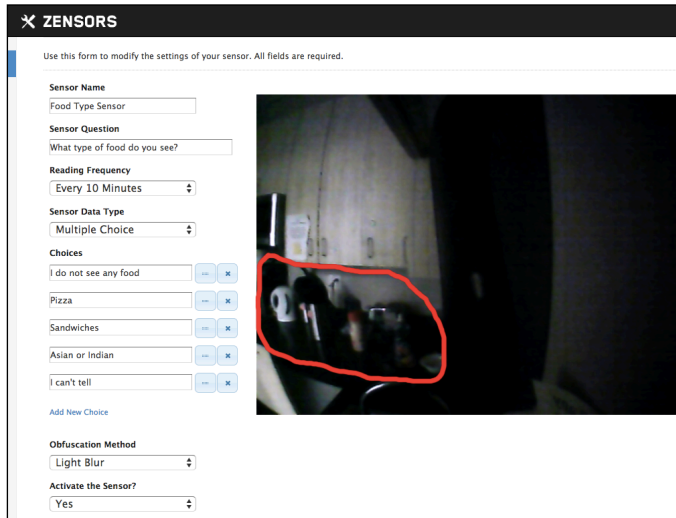 ZENSORS
Use this form to modify the settings of your sensor. All fields are required.
Sensor Name
Food Type Sensor
Sensor Question
What type of food do you see?
Reading Frequency
Every 10 Minutes
Sensor Data Type
Multiple Choice
Choices
I do not see any food
Pizza
Sandwiches
Asian or Indian
I can't tell
Add New Choice
Obfuscation Method
Light Blur
Activate the Sensor?
Yes